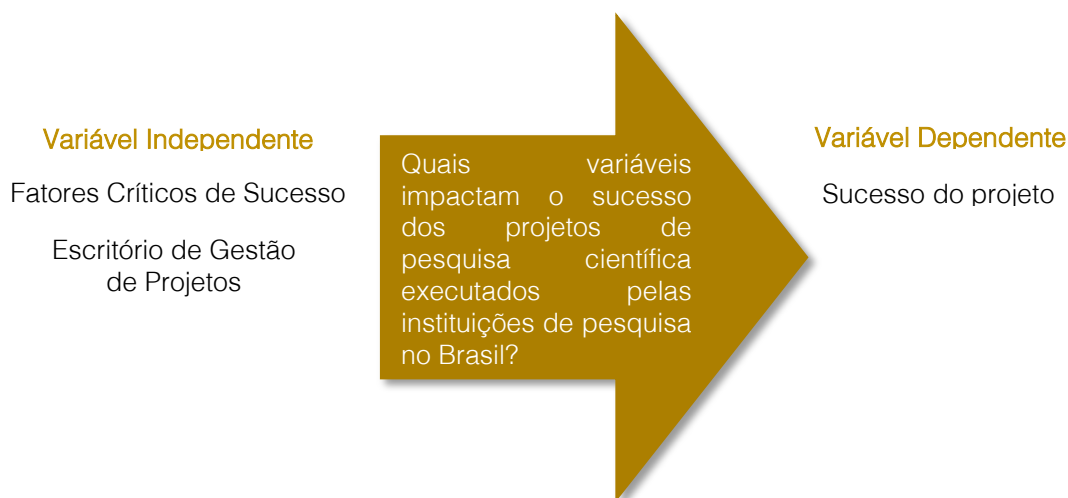 Variável Independente
Fatores Críticos de Sucesso
Escritório de Gestão
de Projetos
Quais variáveis
impactam o sucesso
dos projetos de
pesquisa científica
executados pelas
instituições de pesquisa
no Brasil?
Variável Dependente
Sucesso do projeto